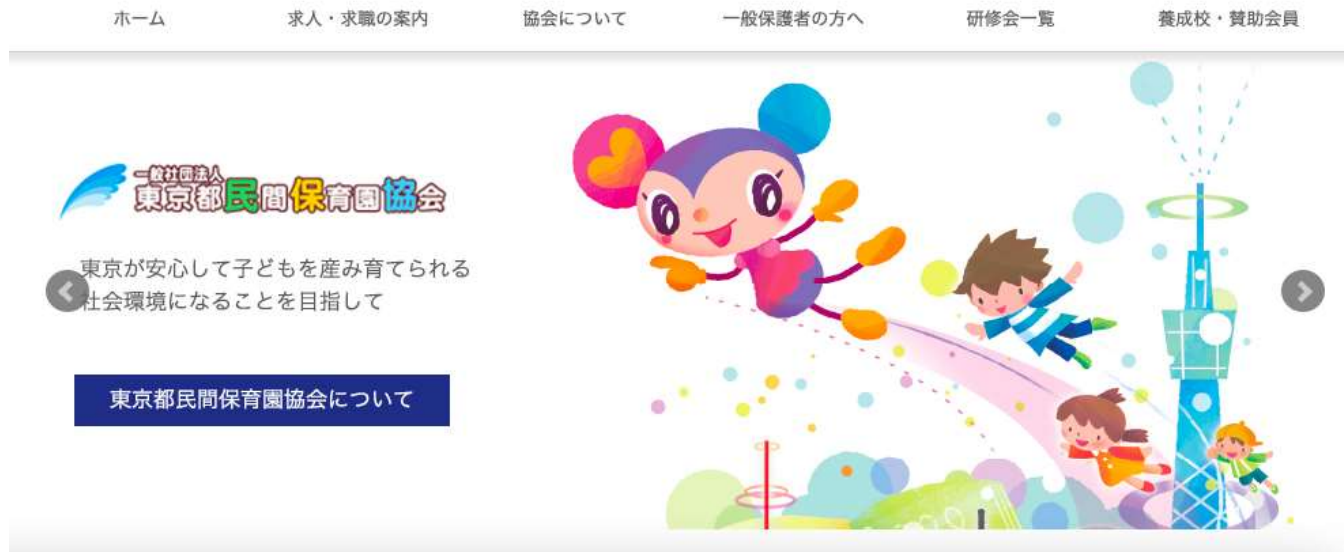 ホーム
求人・求職の案内
協会について
一般保護者の方へ
研修会一覧
養成校・賛助会員
一般社団法人
東京都民間保育園協会
東京が安心して子どもを産み育てられる
社会環境になることを目指して
東京都民間保育園協会について